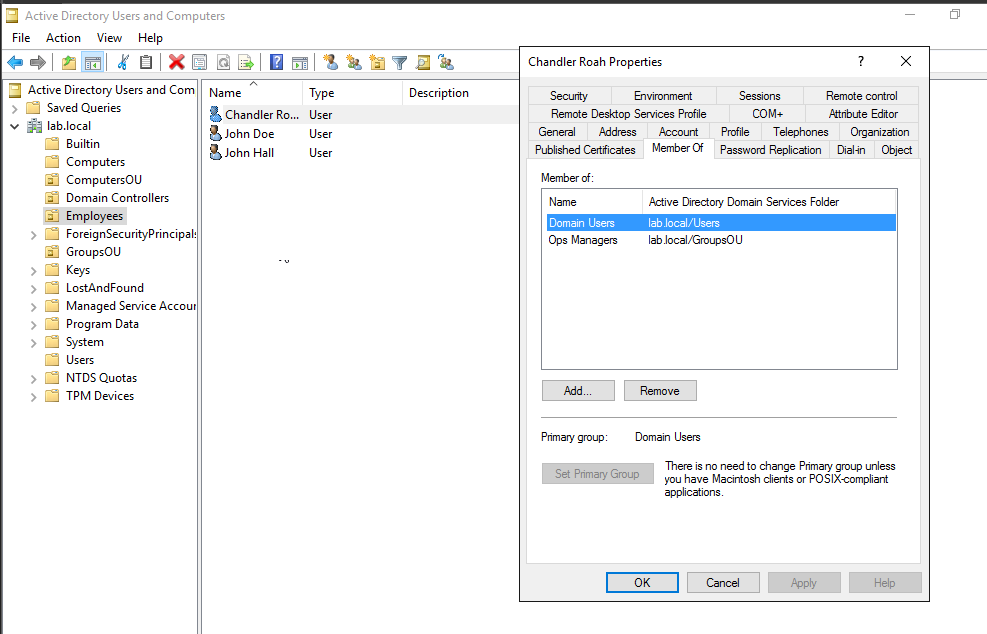 Active Directory Users and Computers
File Action View Help
Active Directory Users and Com
Saved Queries
lab.local
Builtin
Computers
ComputersOU
Domain Controllers
Employees
ForeignSecurityPrincipals
GroupsOU
Keys
LostAndFound
Managed Service Accour
Program Data
System
Users
NTDS Quotas
TPM Devices
Name Type Description
Chandler Ro... User
John Doe User
John Hall User
Chandler Roah Properties
? 
Security Environment Sessions Remote control
Remote Desktop Services Profile COM+ Attribute Editor
General Address Account Profile Telephones Organization
Published Certificates Member Of Password Replication Dial-in Object
Member of:
Name Active Directory Domain Services Folder
Domain Users lab.local/Users
Ops Managers lab.local/GroupsOU
Add... Remove
Primary group: Domain Users
Set Primary Group
There is no need to change Primary group unless
you have Macintosh clients or POSIX-compliant
applications.
OK Cancel Apply Help